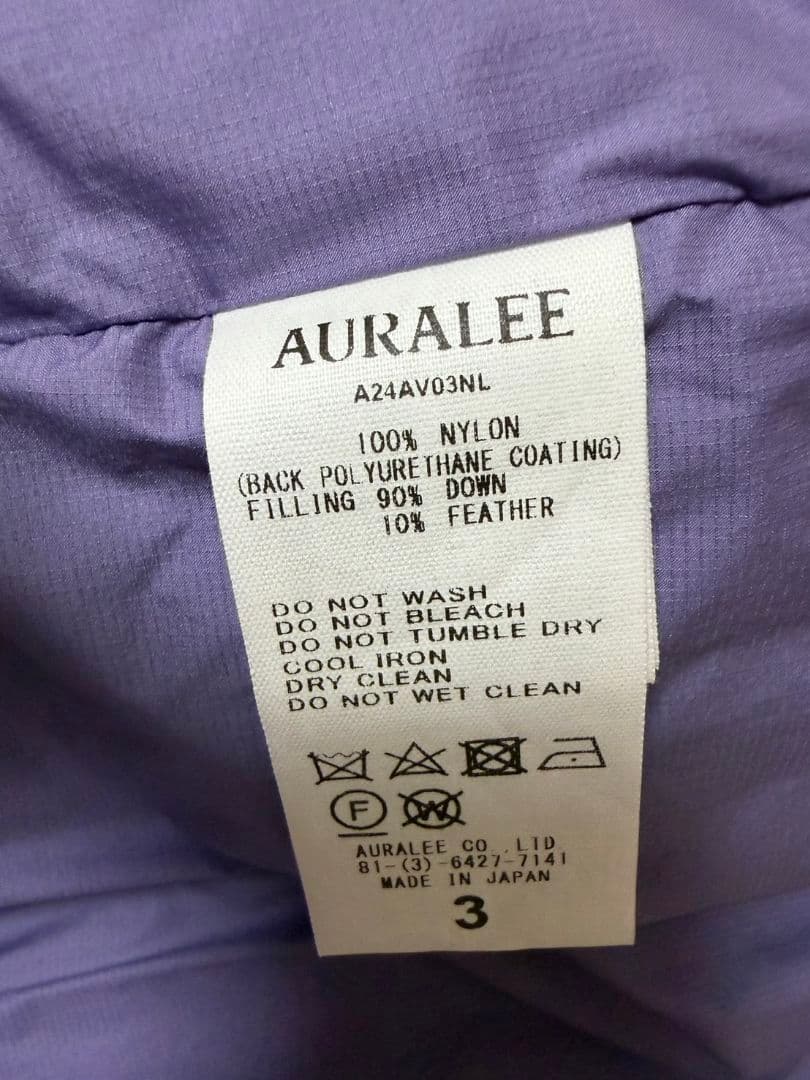 AURALEE
A24AV03NL
100% NYLON
(BACK POLYURETHANE COATING)
FILLING 90% DOWN
10% FEATHER
DO NOT WASH
DO NOT BLEACH
DO NOT TUMBLE DRY
COOL IRON
DRY CLEAN
DO NOT WET CLEAN
F W
AURALEE CO.,LTD.
81-(3)-6427-7141
MADE IN JAPAN
3